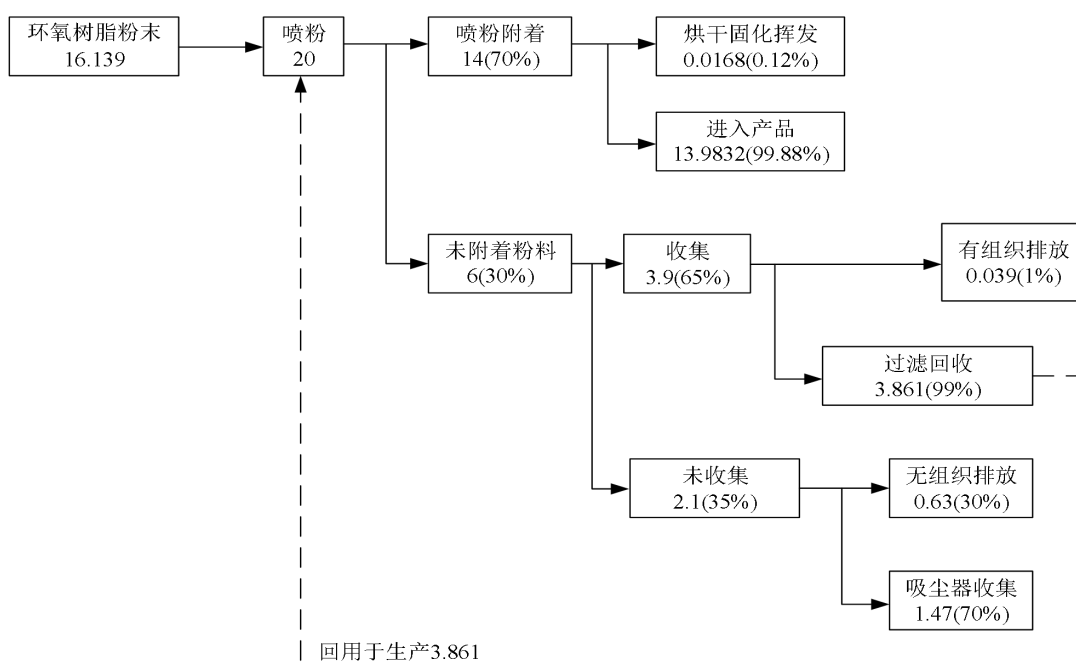 环氧树脂粉末
16.139
喷粉
20
喷粉附着
14(70%)
烘干固化挥发
0.0168(0.12%)
进入产品
13.9832(99.88%)
未附着粉料
6(30%)
收集
3.9(65%)
有组织排放
0.039(1%)
过滤回收
3.861(99%)
未收集
2.1(35%)
无组织排放
0.63(30%)
吸尘器收集
1.47(70%)
回用于生产3.861